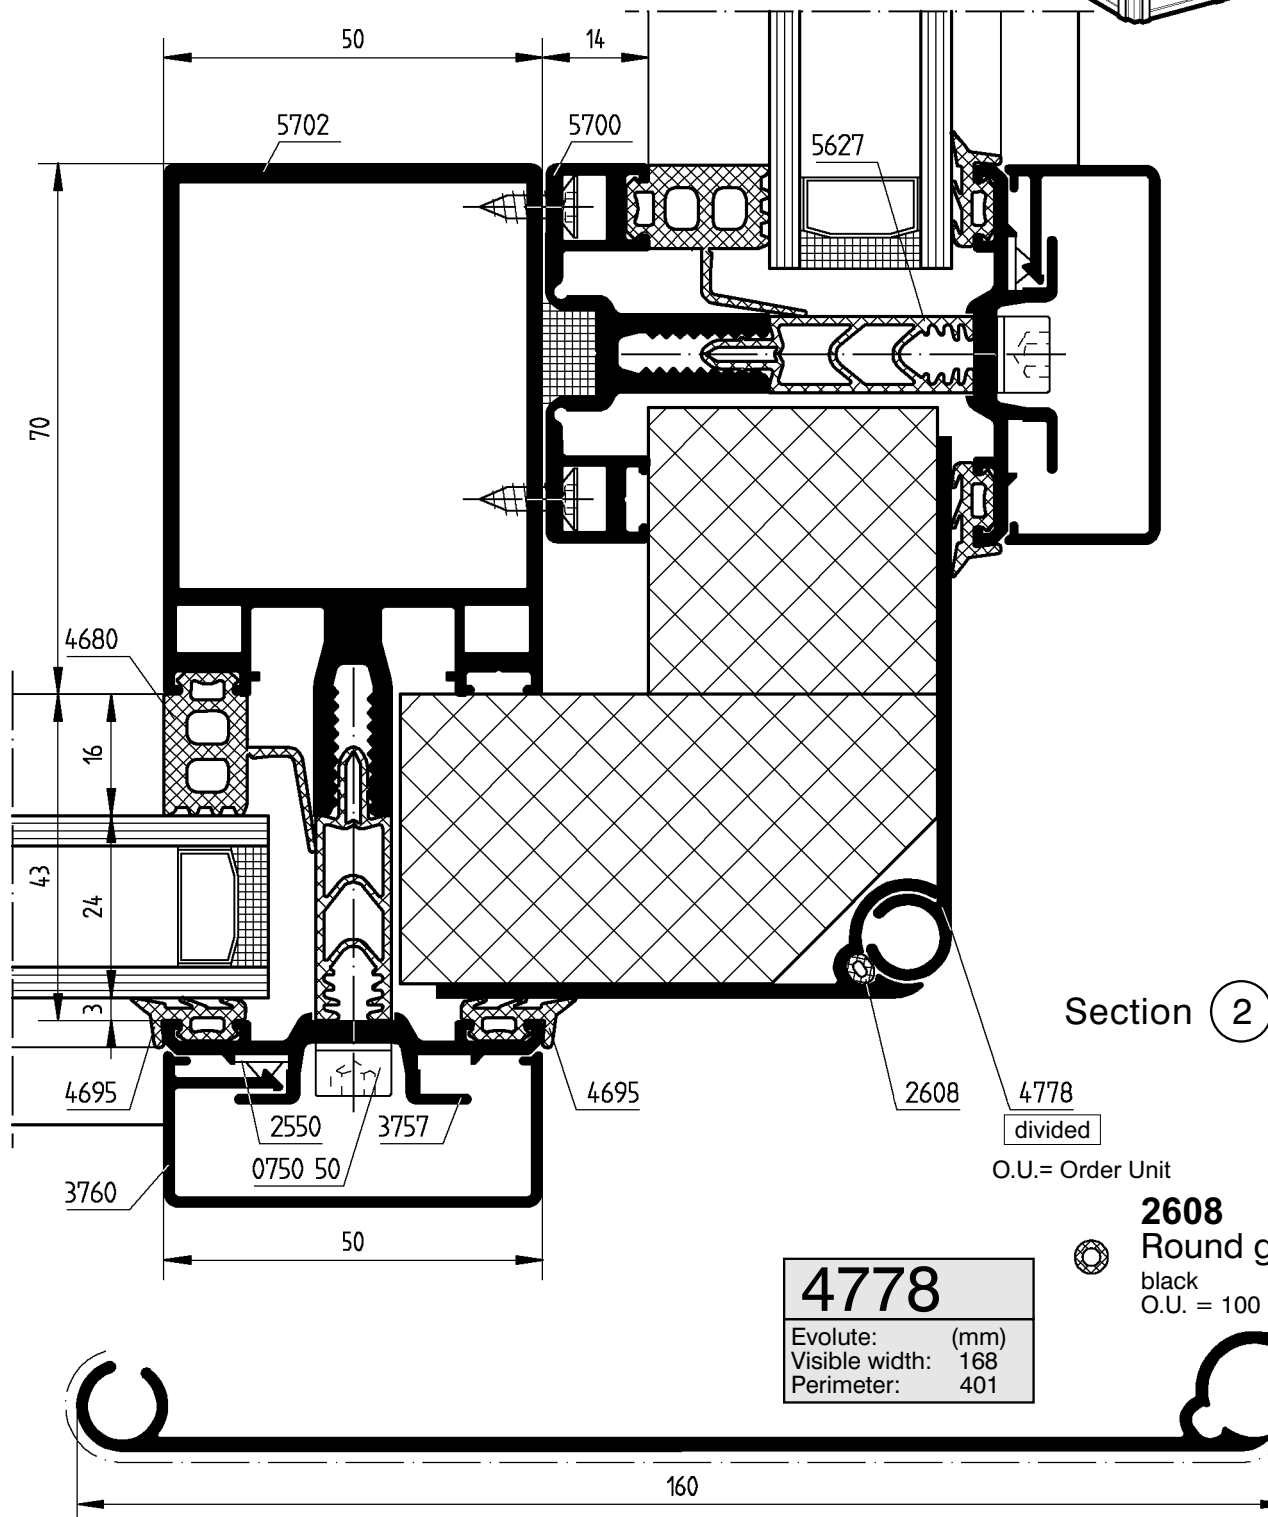 50
14
5702
5700
5627
70
4680
16
43
24
3
Section 2
4695
4695
2608
4778
2550
3757
divided
0750 50
O.U.= Order Unit
3760
2608
50
Round g
black
O.U. = 100
4778
Evolute: (mm)
Visible width: 168
Perimeter: 401
160